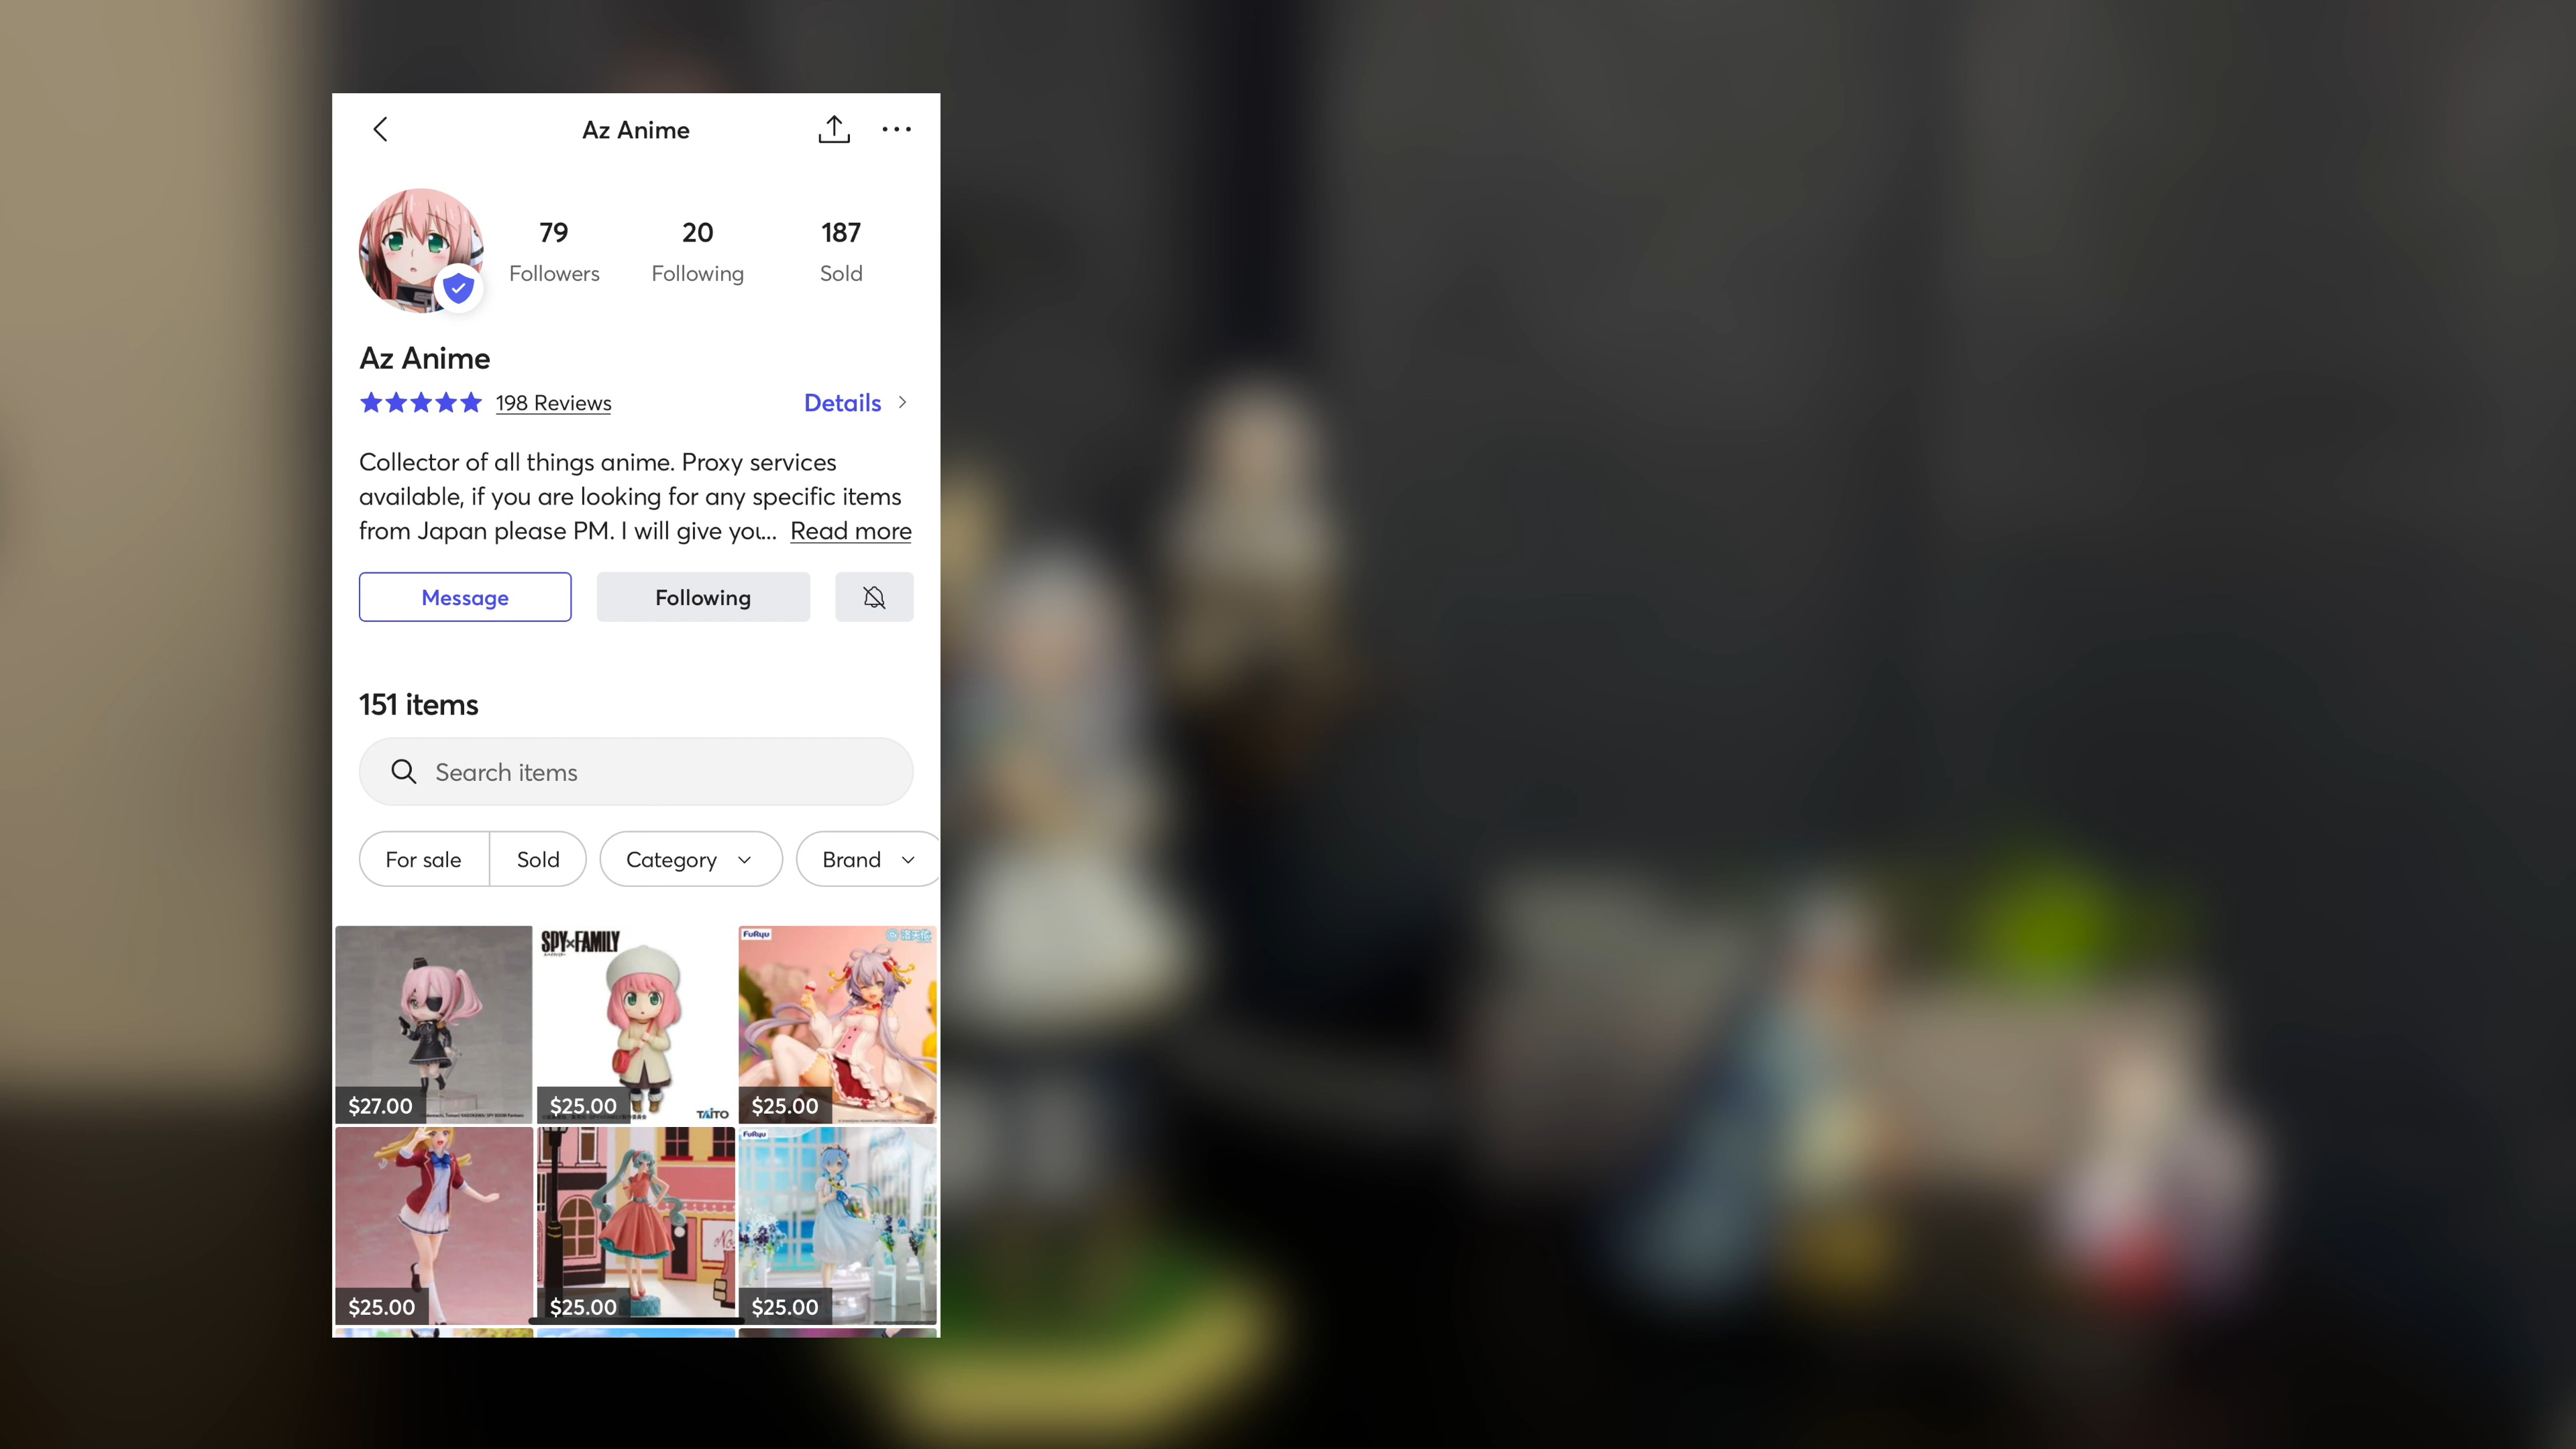 Az Anime
79
20
187
Followers
Following
Sold
Az Anime
198 Reviews
Details
Collector of all things anime. Proxy services
available, if you are looking for any specific items
from Japan please PM. I will give you... Read more
Message
Following
151 items
Search items
For sale
Sold
Category
Brand
SPY×FAMILY
FuRyu
$27.00
$25.00
TAITO
$25.00
FuRyu
$25.00
$25.00
$25.00